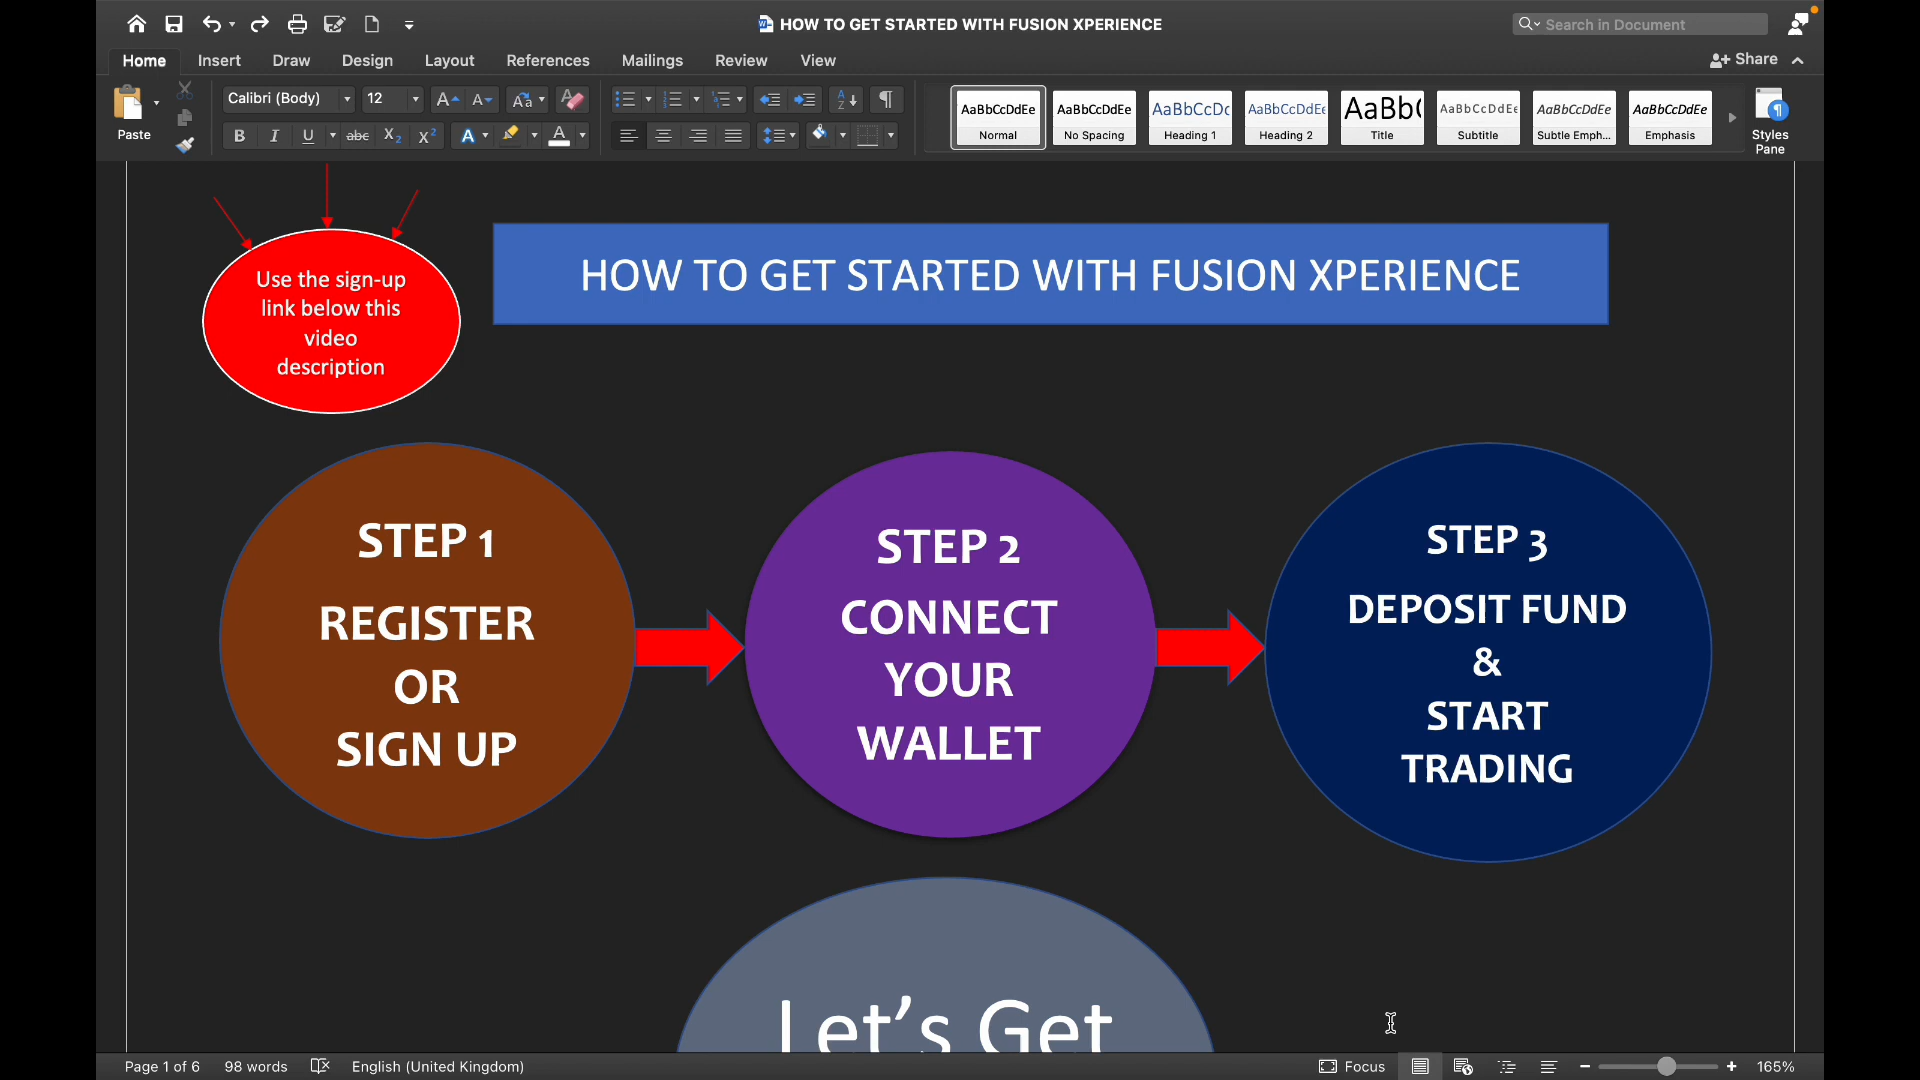 HOW TO GET STARTED WITH FUSION XPERIENCE
Search in Document
Home Insert Draw Design Layout References Mailings Review View
Share
Paste
Calibri (Body) 12
AaBbCcDdEe
Normal
AaBbCcDdEe
No Spacing
AaBbCcDc
Heading 1
AaBbCcDdEe
Heading 2
AaBb(
Title
AaBbCcDdEe
Subtitle
AaBbCcDdEe
Subtle Emph...
AaBbCcDdEe
Emphasis
Styles
Pane
Use the sign-up
link below this
video
description
HOW TO GET STARTED WITH FUSION XPERIENCE
STEP 1
REGISTER
OR
SIGN UP
STEP 2
CONNECT
YOUR
WALLET
STEP 3
DEPOSIT FUND
&
START
TRADING
Let’s Get
Page 1 of 6 98 words English (United Kingdom) Focus 165%